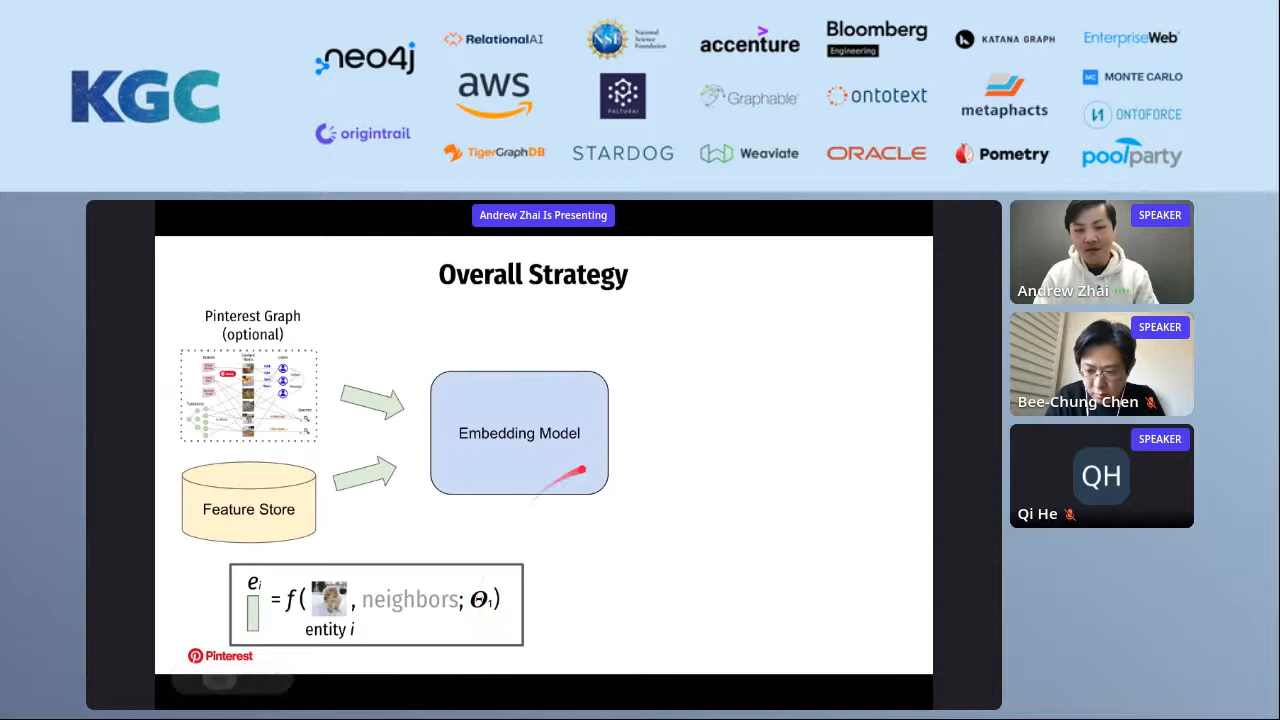 KGC
neo4j
origintrail
RelationalAI
aws
TigerGraphDB
NSF
National
Science
Foundation
STARDOG
accenture
Graphable
Weaviate
Bloomberg
Engineering
ontotext
ORACLE
KATANA GRAPH
metaphacts
Pometry
EnterpriseWeb
MC MONTE CARLO
ONTOFORCE
poolparty
Andrew Zhai Is Presenting
Overall Strategy
Pinterest Graph
(optional)
Embedding Model
Feature Store
eᵢ = f( , neighbors; Θ₁)
entity i
Pinterest
SPEAKER
Andrew Zhai
SPEAKER
Bee-Chung Chen
SPEAKER
QH
Qi He